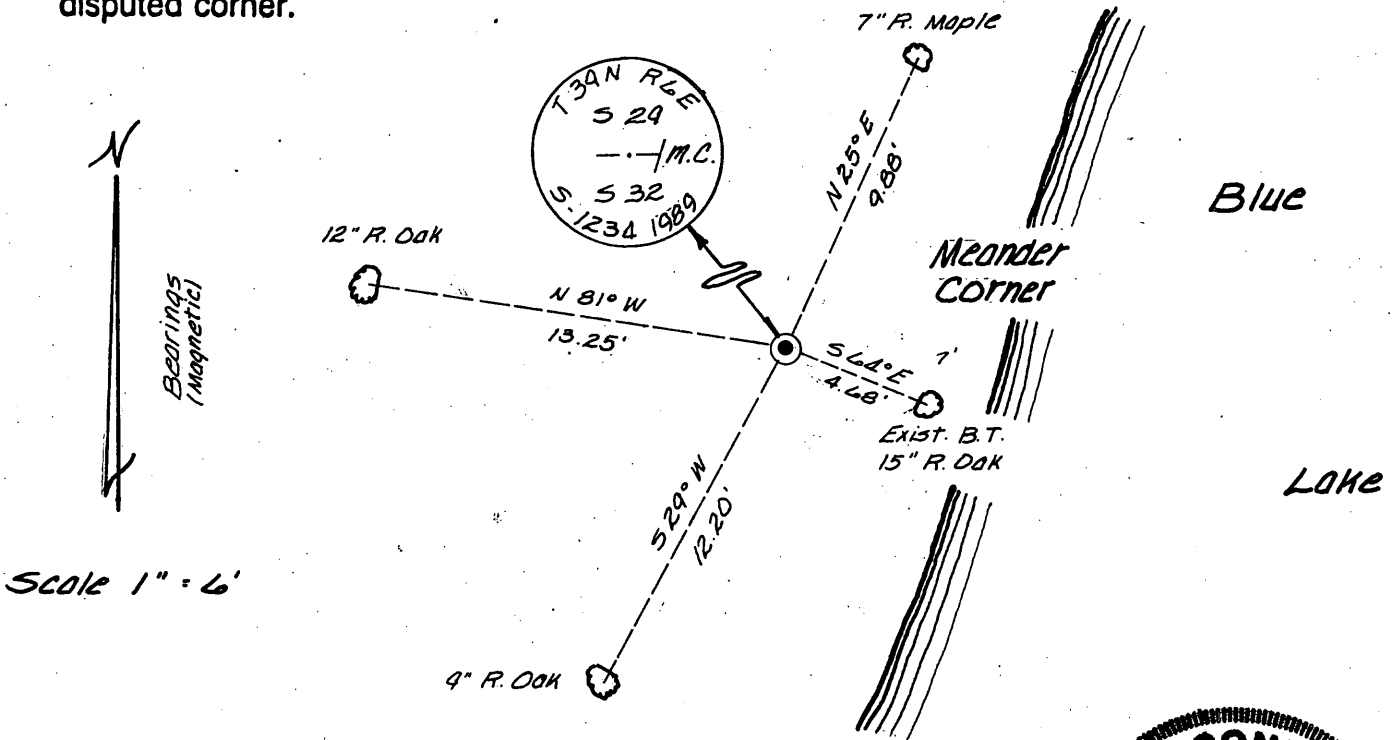 disputed corner.
7" R. Maple
T 39N R6E
S 29
M.C.
S 32
S-1234 1989
N 25° E
9.88'
N
Blue
12" R. Oak
Meander
Corner
Bearings
(Magnetic)
N 81° W
13.25'
S 64° E
7'
4.68'
Exist. B.T.
15" R. Oak
S 29° W
12.20'
Lake
Scale 1" = 6'
9" R. Oak